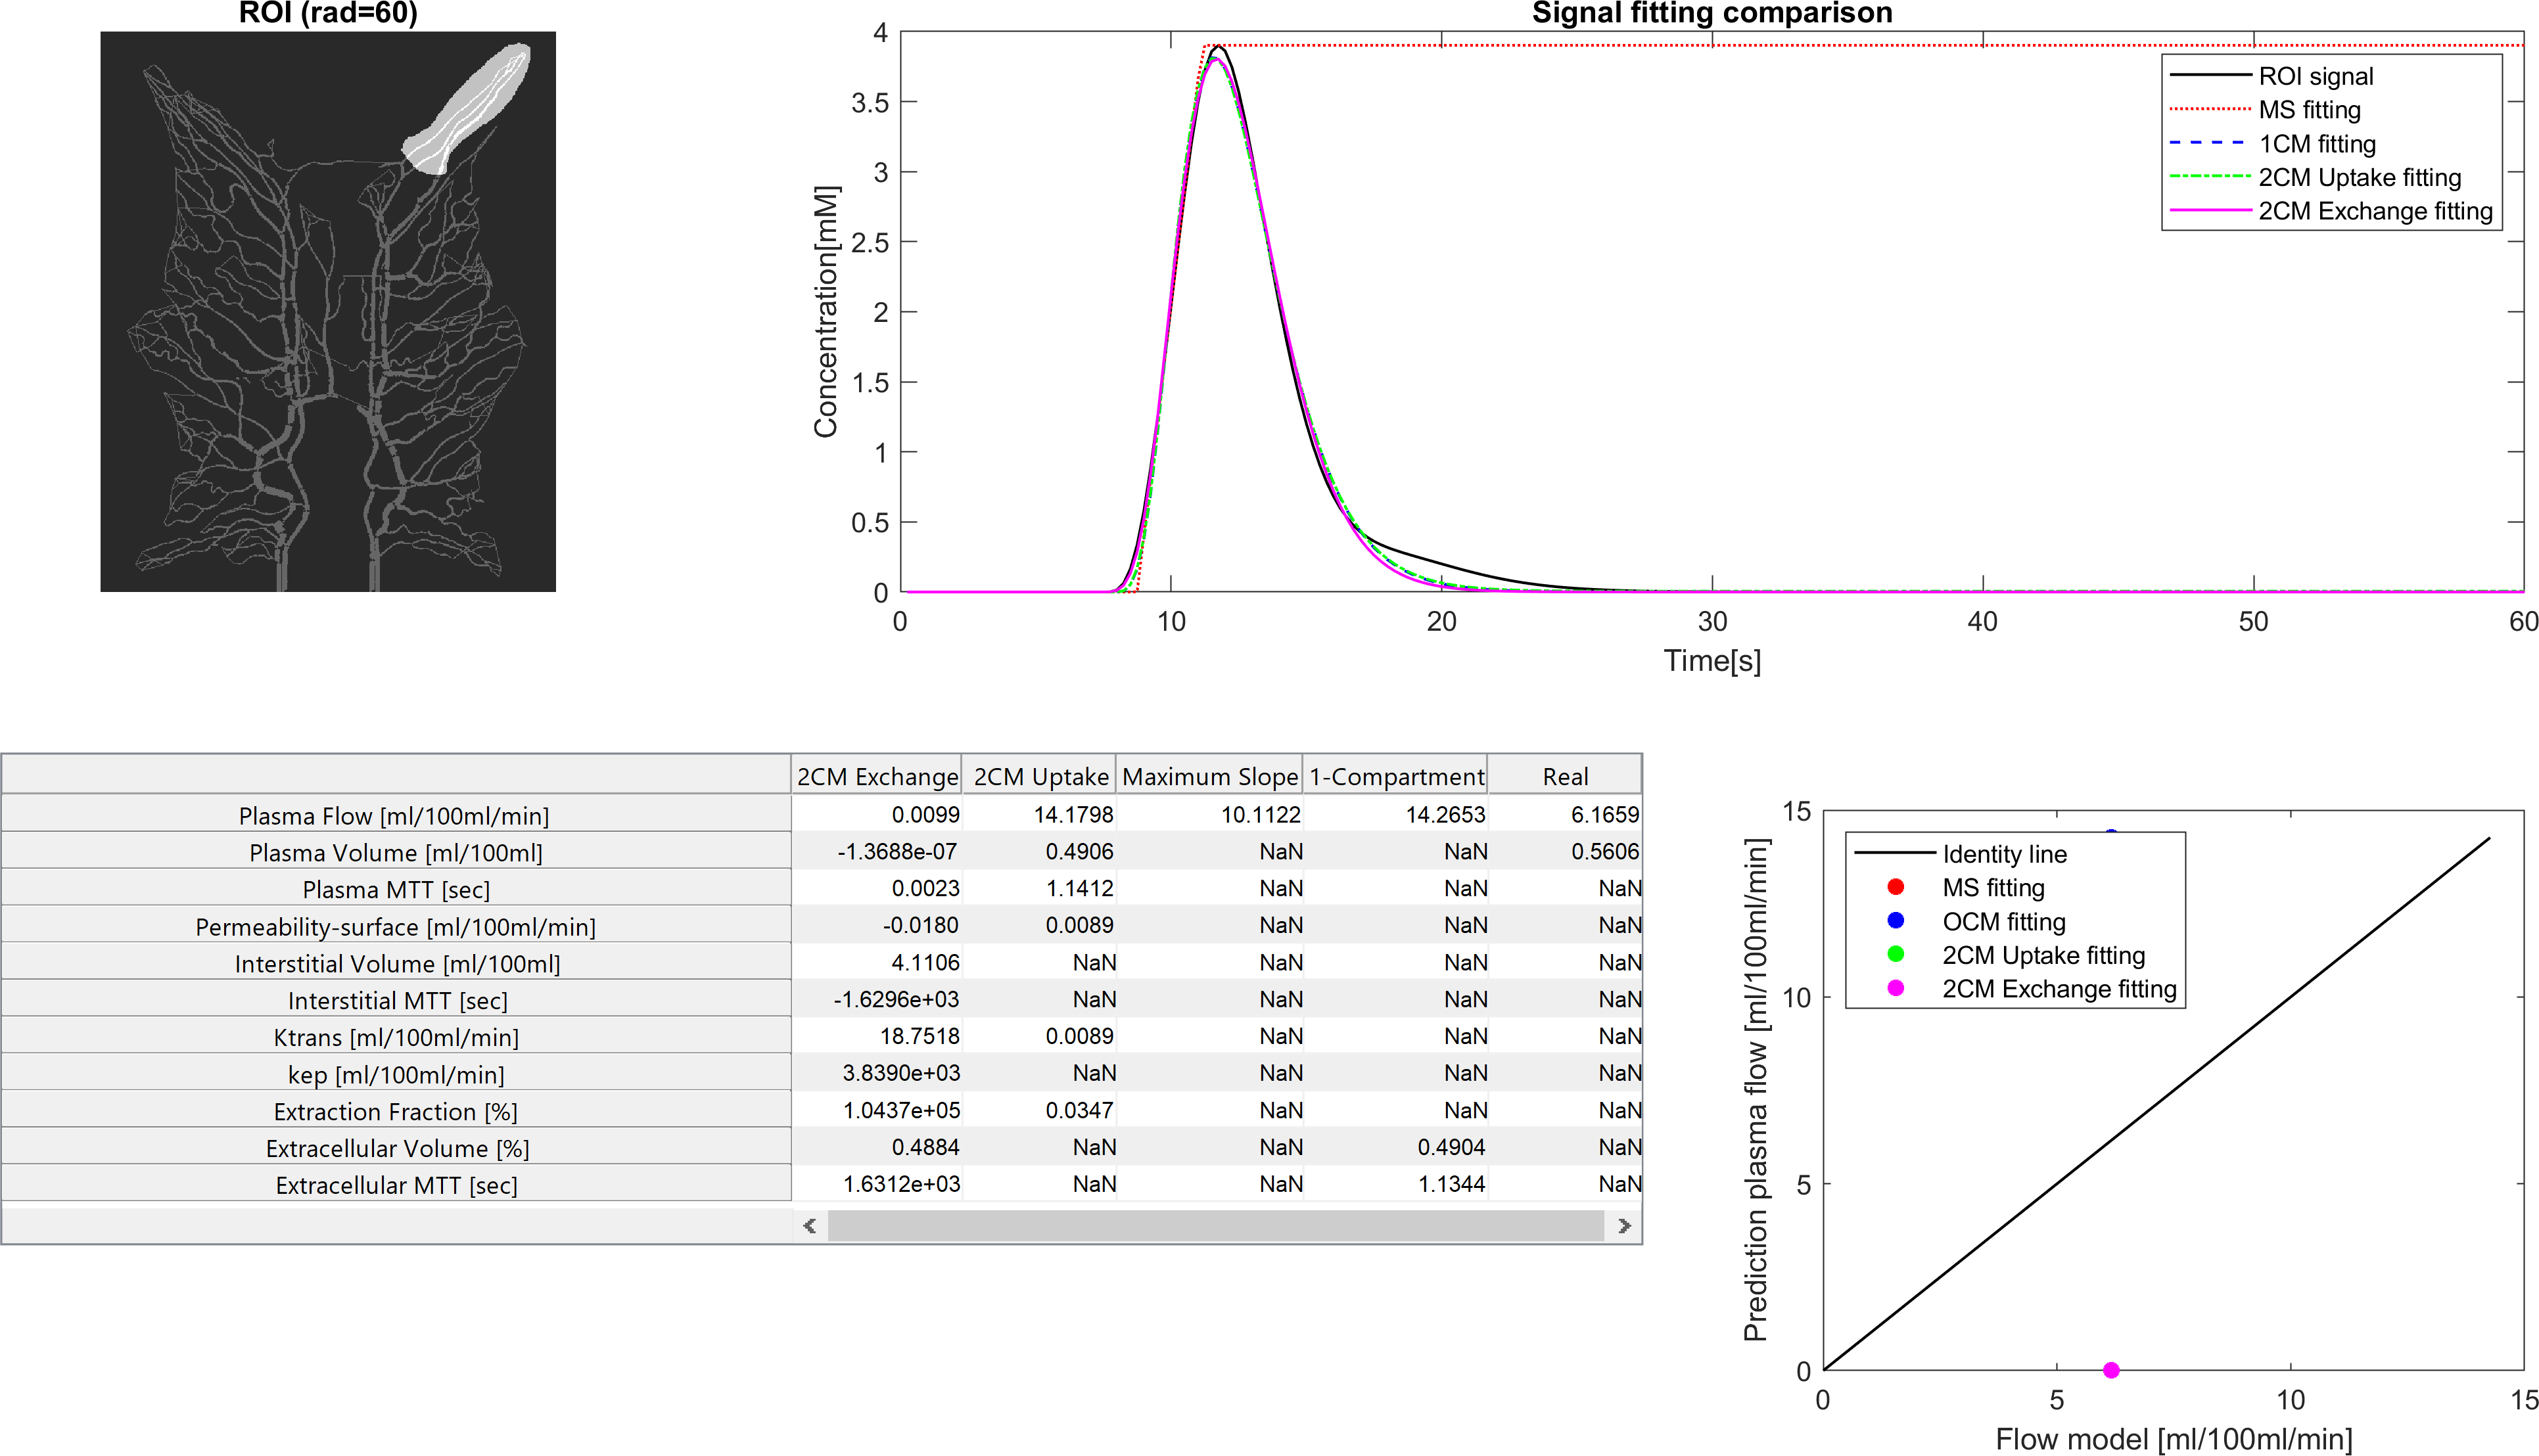 ROI (rad=60)
Signal fitting comparison
Concentration[mM]
4
3.5
3
2.5
2
1.5
1
0.5
0
0 10 20 30 40 50 60
Time[s]
ROI signal
MS fitting
1CM fitting
2CM Uptake fitting
2CM Exchange fitting
2CM Exchange 2CM Uptake Maximum Slope 1-Compartment Real
Plasma Flow [ml/100ml/min] 0.0099 14.1798 10.1122 14.2653 6.1659
Plasma Volume [ml/100ml] -1.3688e-07 0.4906 NaN NaN 0.5606
Plasma MTT [sec] 0.0023 1.1412 NaN NaN NaN
Permeability-surface [ml/100ml/min] -0.0180 0.0089 NaN NaN NaN
Interstitial Volume [ml/100ml] 4.1106 NaN NaN NaN NaN
Interstitial MTT [sec] -1.6296e+03 NaN NaN NaN NaN
Ktrans [ml/100ml/min] 18.7518 0.0089 NaN NaN NaN
kep [ml/100ml/min] 3.8390e+03 NaN NaN NaN NaN
Extraction Fraction [%] 1.0437e+05 0.0347 NaN NaN NaN
Extracellular Volume [%] 0.4884 NaN NaN 0.4904 NaN
Extracellular MTT [sec] 1.6312e+03 NaN NaN 1.1344 NaN
Prediction plasma flow [ml/100ml/min]
15
10
5
0
0 5 10 15
Flow model [ml/100ml/min]
Identity line
MS fitting
OCM fitting
2CM Uptake fitting
2CM Exchange fitting